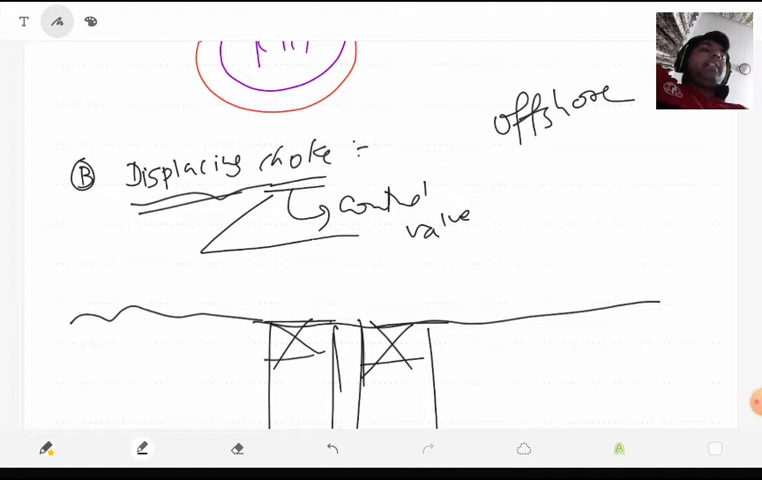 T
offshore
B Displacing choke :-
control
valve
A